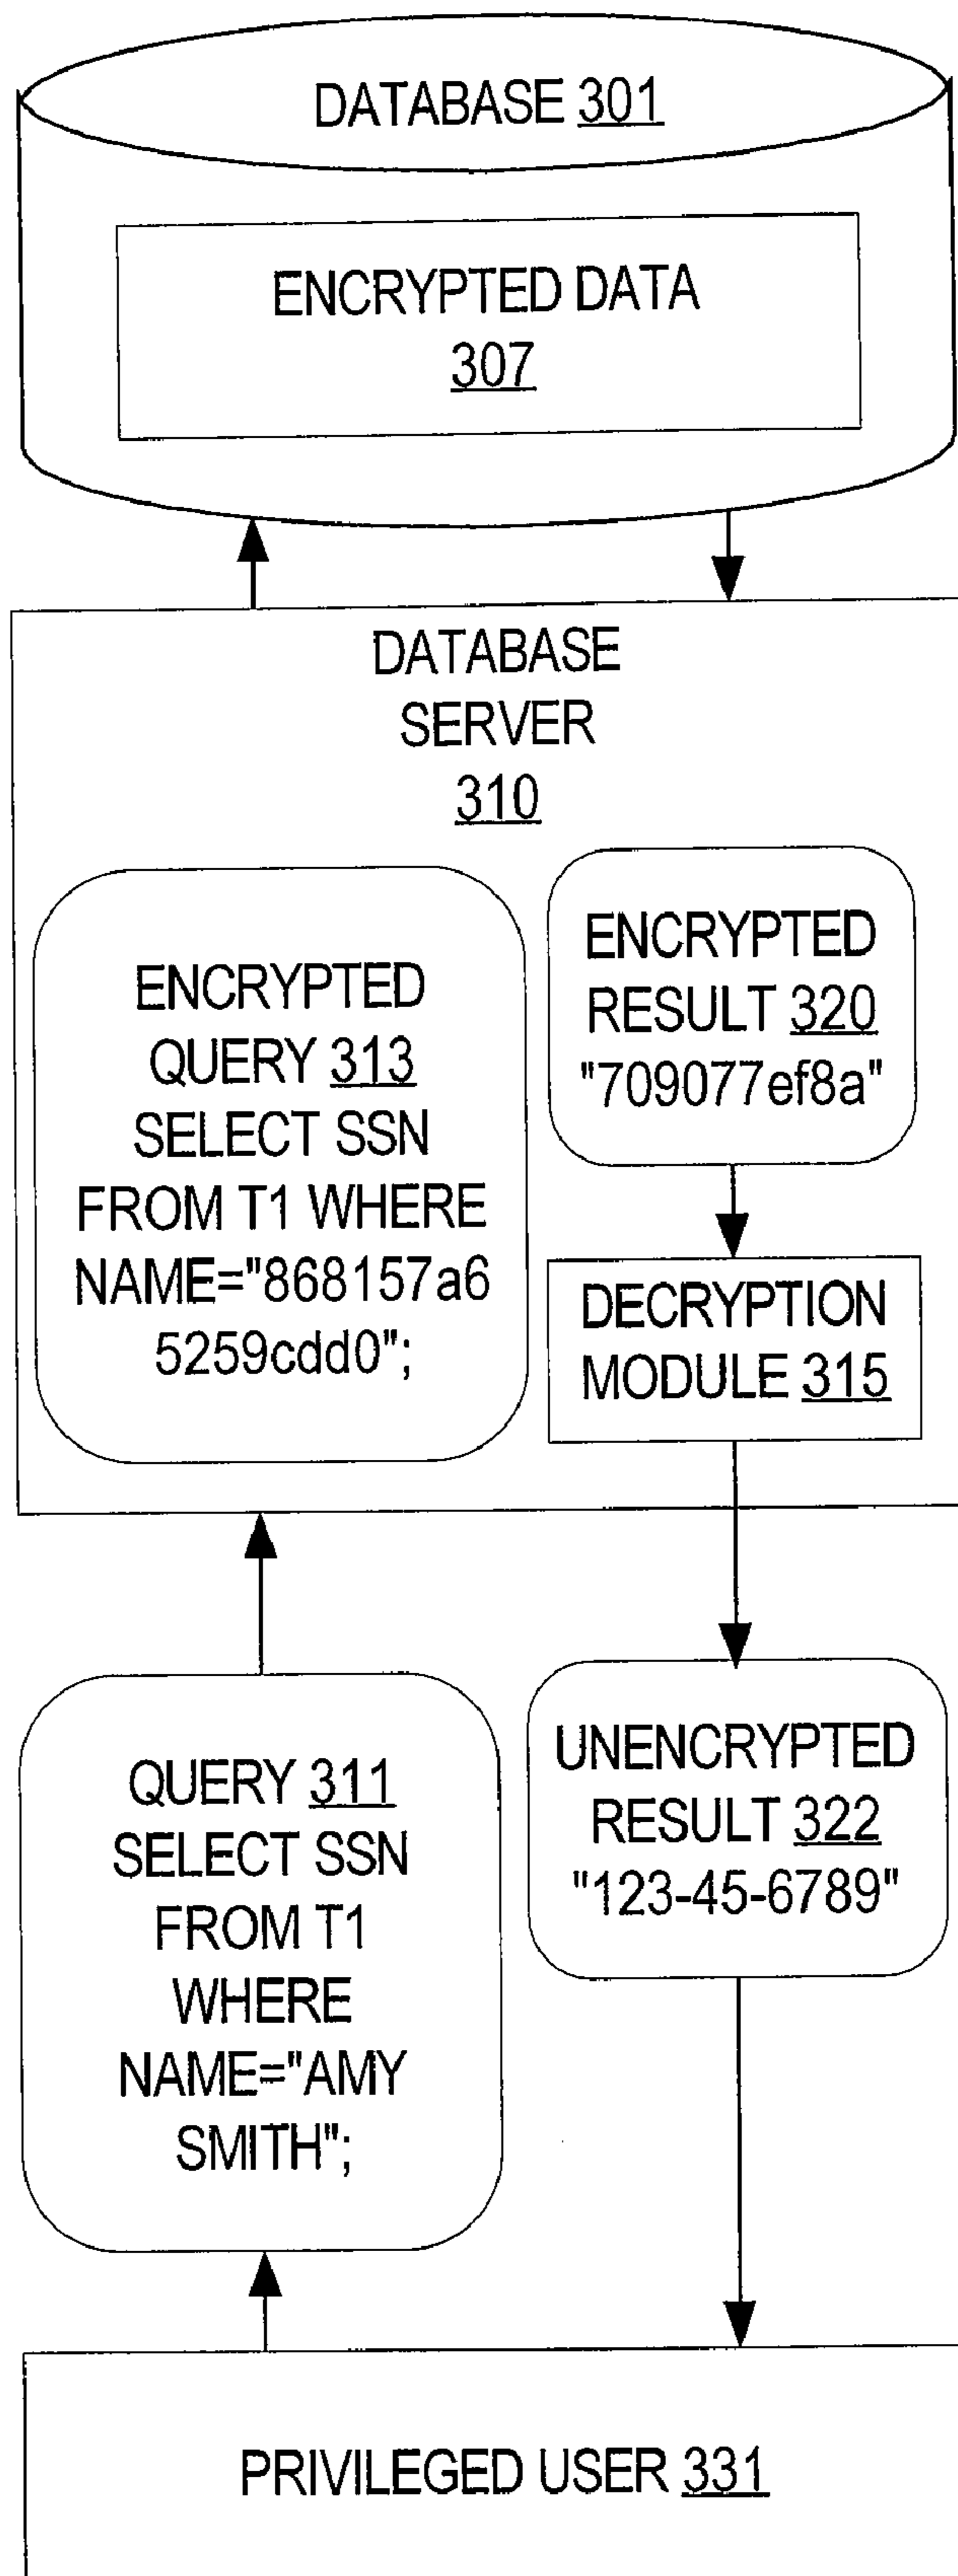 DATABASE 301
ENCRYPTED DATA
307
DATABASE
SERVER
310
ENCRYPTED
QUERY 313
SELECT SSN
FROM T1 WHERE
NAME="868157a6
5259cdd0";
ENCRYPTED
RESULT 320
"709077ef8a"
DECRYPTION
MODULE 315
QUERY 311
SELECT SSN
FROM T1
WHERE
NAME="AMY
SMITH";
UNENCRYPTED
RESULT 322
"123-45-6789"
PRIVILEGED USER 331